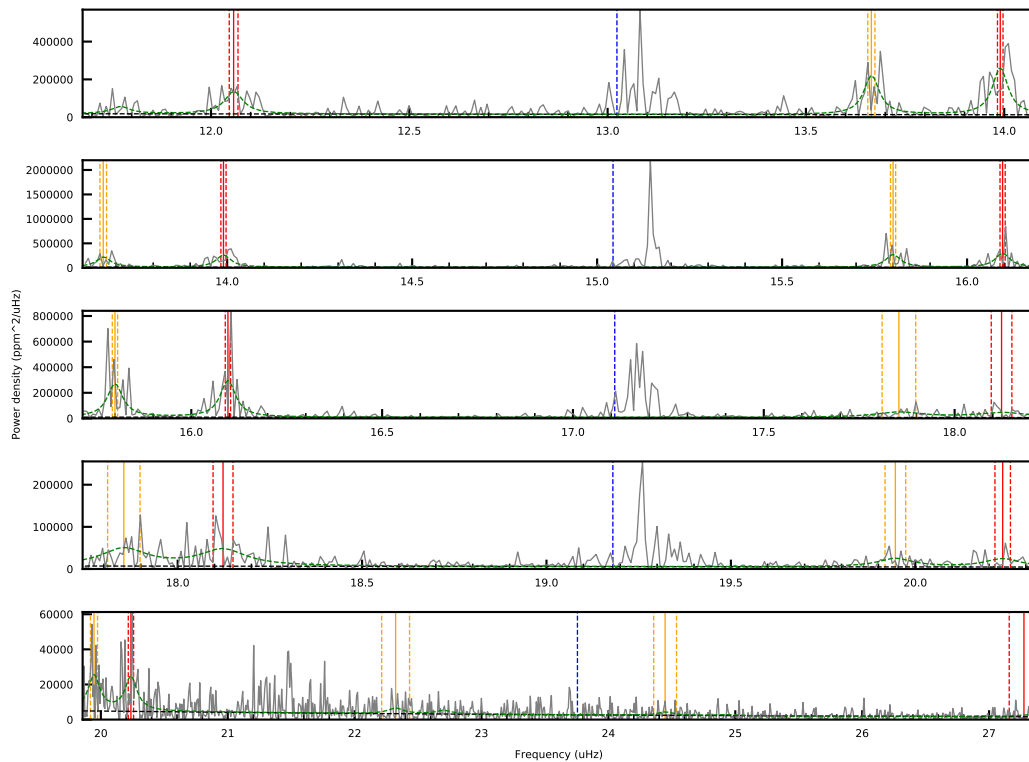 400000
200000
0
12.0 12.5 13.0 13.5 14.0
2000000
1500000
1000000
500000
0
14.0 14.5 15.0 15.5 16.0
Power density (ppm^2/uHz)
800000
600000
400000
200000
0
16.0 16.5 17.0 17.5 18.0
200000
100000
0
18.0 18.5 19.0 19.5 20.0
60000
40000
20000
0
20 21 22 23 24 25 26 27
Frequency (uHz)